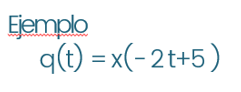 Ejemplo
q(t) = x(- 2t+5 )